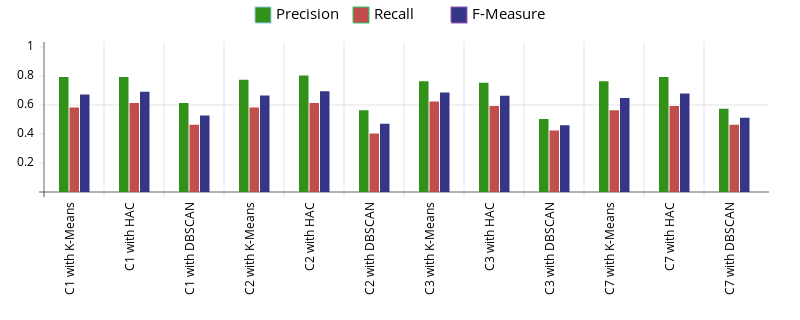 Precision Recall F-Measure
1
0.8
0.6
0.4
0.2
C1 with K-Means
C1 with HAC
C1 with DBSCAN
C2 with K-Means
C2 with HAC
C2 with DBSCAN
C3 with K-Means
C3 with HAC
C3 with DBSCAN
C7 with K-Means
C7 with HAC
C7 with DBSCAN